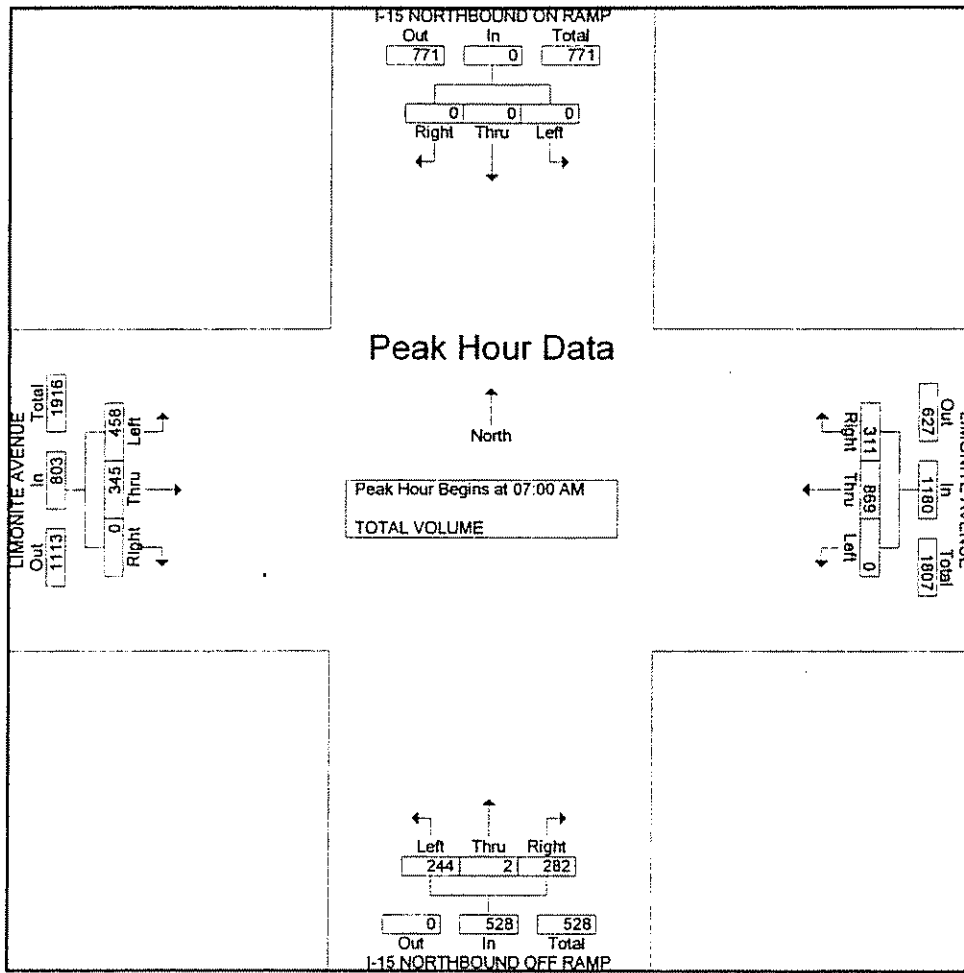 I-15 NORTHBOUND ON RAMP
Out In Total
771 0 771
0 0 0
Right Thru Left
Peak Hour Data
North
Peak Hour Begins at 07:00 AM
TOTAL VOLUME
LIMONITE AVENUE
Total In Out
1916 803 1113
458 345 0
Left Thru Right
Out In Total
627 1180 1807
311 869 0
Right Thru Left
LIMONITE AVENUE
Left Thru Right
244 2 282
0 528 528
Out In Total
I-15 NORTHBOUND OFF RAMP